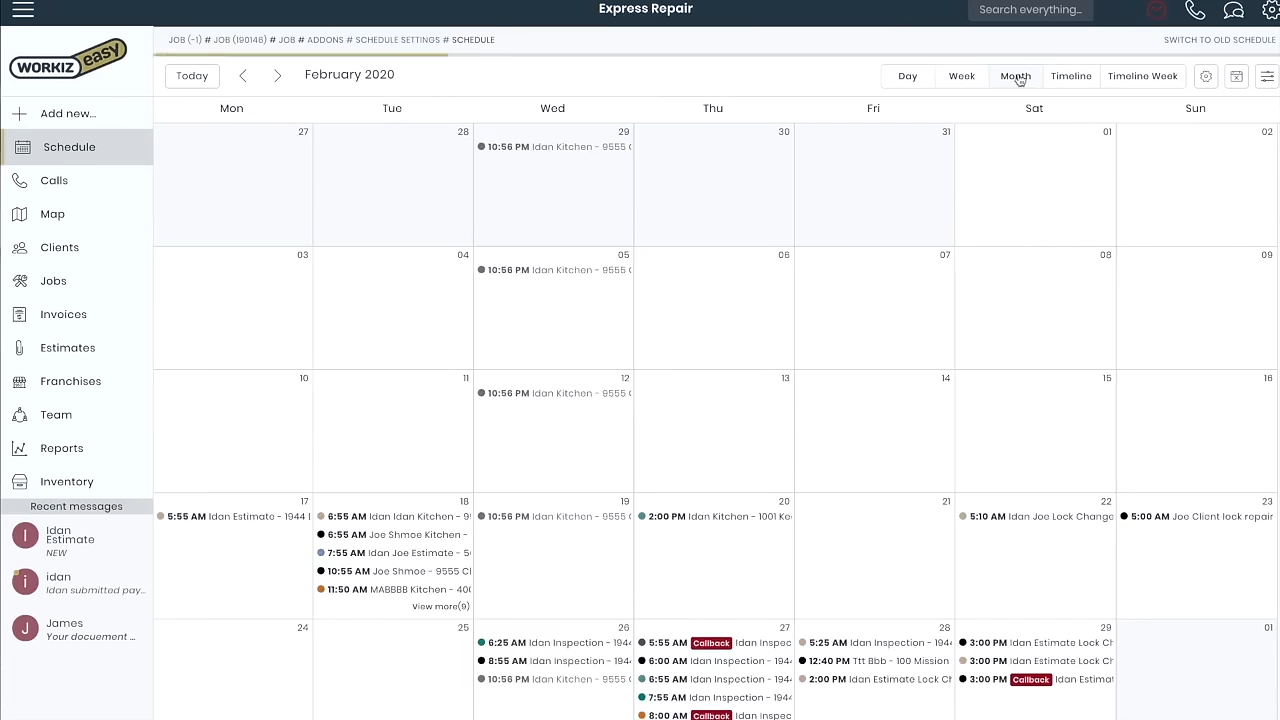 Express Repair
Search everything...
WORKIZ easy
JOB (-1) # JOB (190146) # JOB # ADDONS # SCHEDULE SETTINGS # SCHEDULE
SWITCH TO OLD SCHEDULE
Today
February 2020
Day
Week
Month
Timeline
Timeline Week
Add new...
Schedule
Calls
Map
Clients
Jobs
Invoices
Estimates
Franchises
Team
Reports
Inventory
Recent messages
I
Idan
Estimate
NEW
i
idan
Idan submitted pay...
J
James
Your docuement ...
Mon
Tue
Wed
Thu
Fri
Sat
Sun
27
28
29
10:56 PM Idan Kitchen - 9555
30
31
01
02
03
04
05
10:56 PM Idan Kitchen - 9555
06
07
08
09
10
11
12
10:56 PM Idan Kitchen - 9555
13
14
15
16
17
5:55 AM Idan Estimate - 1944
18
6:55 AM Idan Idan Kitchen -
6:55 AM Joe Shmoe Kitchen -
7:55 AM Idan Joe Estimate -
10:55 AM Joe Shmoe - 9555
11:50 AM MABBBB Kitchen -
View more(9)
19
10:56 PM Idan Kitchen - 9555
20
2:00 PM Idan Kitchen - 1001
21
22
5:10 AM Idan Joe Lock Change
23
5:00 AM Joe Client lock repair
24
25
26
6:25 AM Idan Inspection - 194
8:55 AM Idan Inspection - 194
10:56 PM Idan Kitchen - 9555
27
5:55 AM Callback Idan Inspec
6:00 AM Idan Inspection - 194
6:55 AM Idan Inspection - 194
7:55 AM Idan Inspection - 194
8:00 AM Callback Idan Inspec
28
5:25 AM Idan Inspection - 194
12:40 PM Ttt Bbb - 100 Mission
2:00 PM Idan Estimate Lock
29
3:00 PM Idan Estimate Lock
3:00 PM Idan Estimate Lock
3:00 PM Callback Idan Estima
01